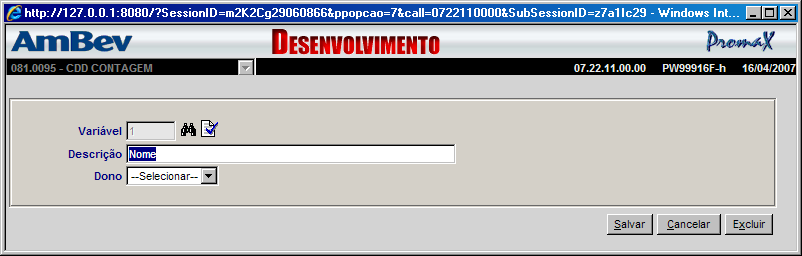 http://127.0.0.1:8080/?SessionID=m2K2Cg29060866&ppopcao=7&call=0722110000&SubSessionID=z7a1Ic29 - Windows Int...
AmBev DESENVOLVIMENTO PromaX
081.0095 - CDD CONTAGEM 07.22.11.00.00 PW99916F-h 16/04/2007
Variável 1
Descrição Nome
Dono --Selecionar--
Salvar Cancelar Excluir